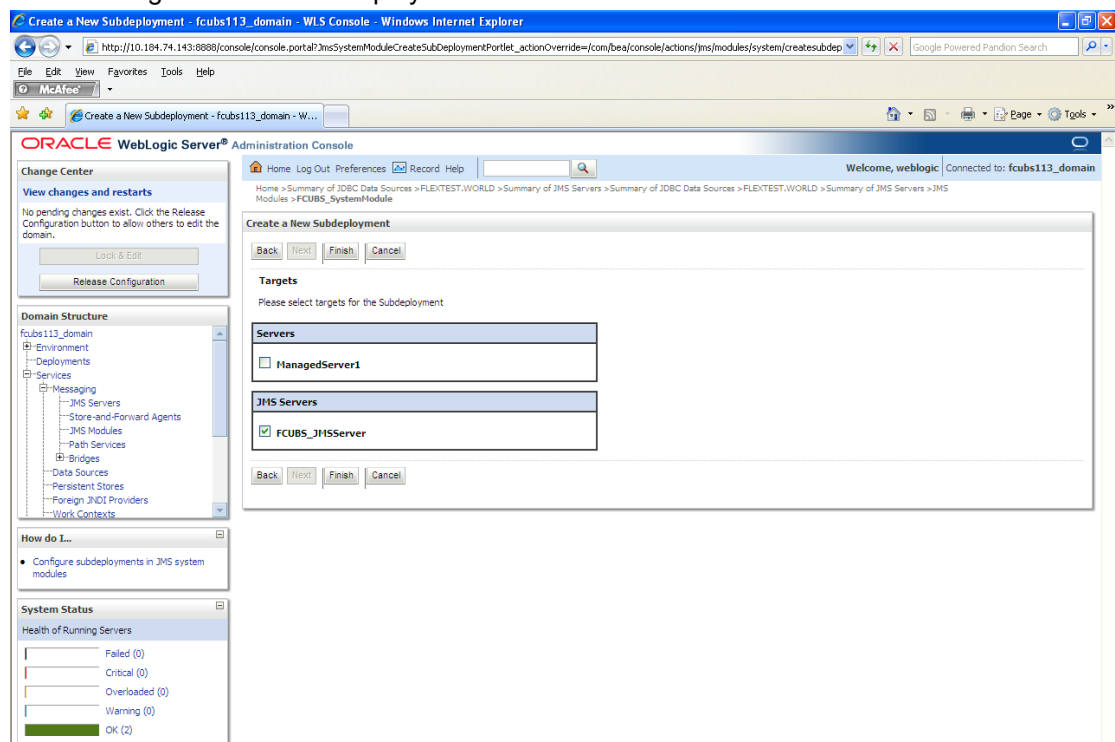 Create a New Subdeployment - fcubs113_domain - WLS Console - Windows Internet Explorer
http://10.184.74.143:8888/console/console.portal?JmsSystemModuleCreateSubDeploymentPortlet_actionOverride=/com/bea/console/actions/jms/modules/system/createsubdep
Google Powered Pandion Search
File Edit View Favorites Tools Help
McAfee
Create a New Subdeployment - fcubs113_domain - W...
Page Tools
ORACLE WebLogic Server® Administration Console
Change Center
View changes and restarts
No pending changes exist. Click the Release
Configuration button to allow others to edit the
domain.
Lock & Edit
Release Configuration
Domain Structure
fcubs113_domain
Environment
Deployments
Services
Messaging
JMS Servers
Store-and-Forward Agents
JMS Modules
Path Services
Bridges
Data Sources
Persistent Stores
Foreign JNDI Providers
Work Contexts
How do I...
Configure subdeployments in JMS system
modules
System Status
Health of Running Servers
Failed (0)
Critical (0)
Overloaded (0)
Warning (0)
OK (2)
Home Log Out Preferences Record Help
Welcome, weblogic Connected to: fcubs113_domain
Home >Summary of JDBC Data Sources >FLEXTEST.WORLD >Summary of JMS Servers >Summary of JDBC Data Sources >FLEXTEST.WORLD >Summary of JMS Servers >JMS
Modules >FCUBS_SystemModule
Create a New Subdeployment
Back Next Finish Cancel
Targets
Please select targets for the Subdeployment
Servers
ManagedServer1
JMS Servers
FCUBS_JMSServer
Back Next Finish Cancel